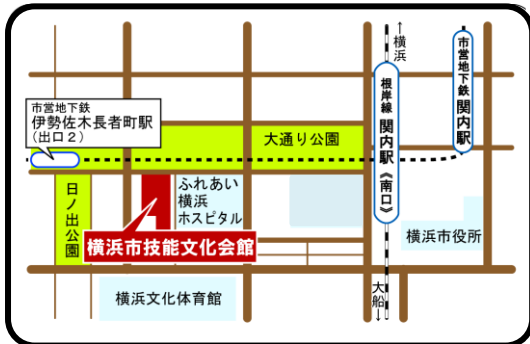 ↑横浜
市営地下鉄 関内駅
根岸線 関内駅《南口》
市営地下鉄
伊勢佐木長者町駅
(出口2)
大通り公園
日ノ出公園
ふれあい
横浜
ホスピタル
横浜市技能文化会館
横浜市役所
横浜文化体育館
大船↓